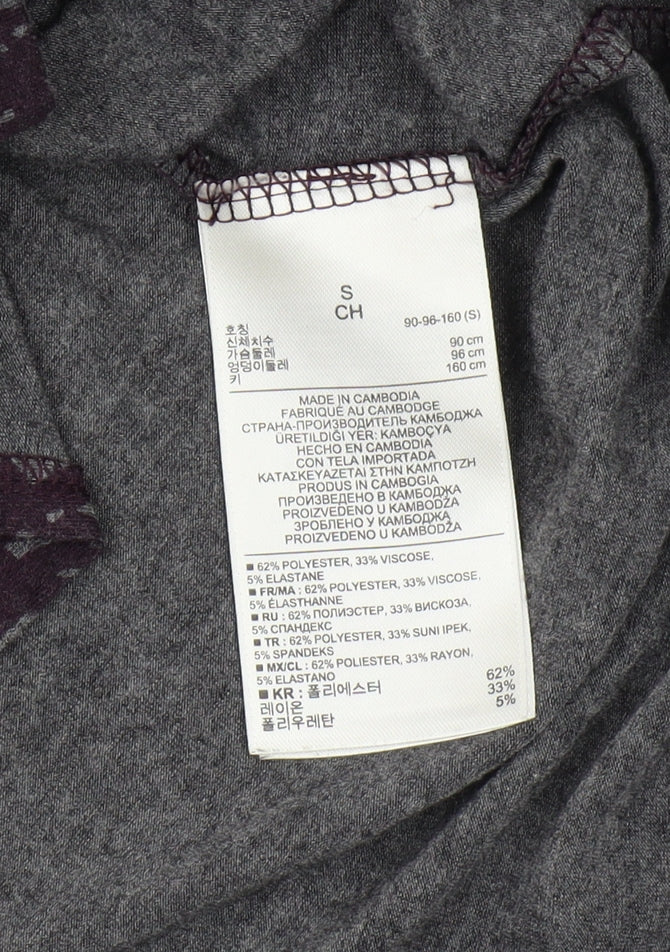 S
CH
호칭 90-96-160 (S)
신체치수
가슴둘레 90 cm
엉덩이둘레 96 cm
키 160 cm
MADE IN CAMBODIA
FABRIQUÉ AU CAMBODGE
СТРАНА-ПРОИЗВОДИТЕЛЬ КАМБОДЖА
ÜRETILDIĞI YER: KAMBOÇYA
HECHO EN CAMBODIA
CON TELA IMPORTADA
ΚΑΤΑΣΚΕΥΑΖΕΤΑΙ ΣΤΗΝ ΚΑΜΠΟΤΖΗ
PRODUS IN CAMBOGIA
ПРОИЗВЕДЕНО В КАМБОДЖА
PROIZVEDENO U KAMBODŽA
ЗРОБЛЕНО У КАМБОДЖА
PROIZVEDENO U KAMBODŽA
■ 62% POLYESTER, 33% VISCOSE,
5% ELASTANE
■ FR/MA : 62% POLYESTER, 33% VISCOSE,
5% ÉLASTHANNE
■ RU : 62% ПОЛИЭСТЕР, 33% ВИСКОЗА,
5% СПАНДЕКС
■ TR : 62% POLYESTER, 33% SUNI IPEK,
5% SPANDEKS
■ MX/CL : 62% POLIESTER, 33% RAYON,
5% ELASTANO
■ KR : 폴리에스터 62%
레이온 33%
폴리우레탄 5%